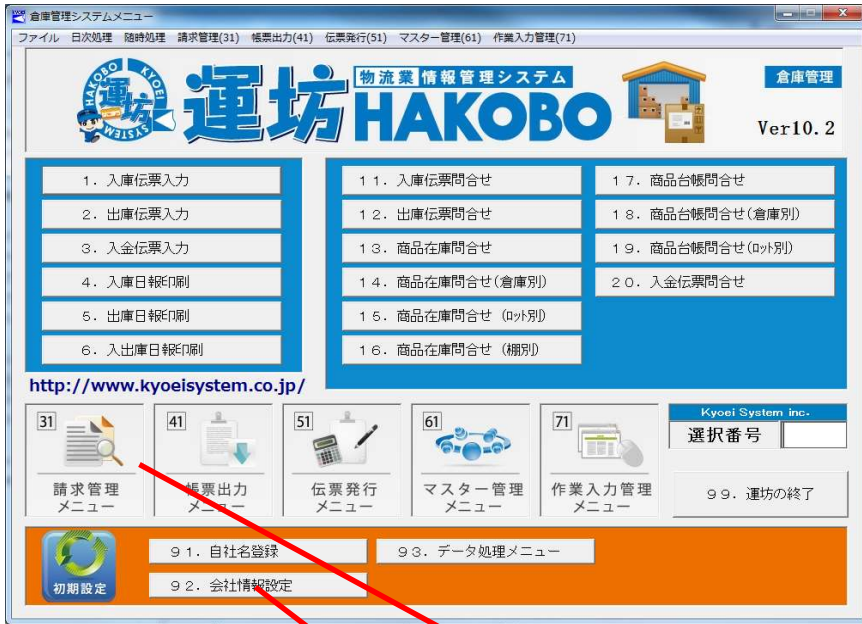 倉庫管理システムメニュー
ファイル 日次処理 随時処理 請求管理(31) 帳票出力(41) 伝票発行(51) マスター管理(61) 作業入力管理(71)
HAKOBO KYOEI SYSTEM
運坊
WMS
運坊
物流業 情報管理システム
HAKOBO
倉庫管理
Ver10.2
1. 入庫伝票入力
2. 出庫伝票入力
3. 入金伝票入力
4. 入庫日報印刷
5. 出庫日報印刷
6. 入出庫日報印刷
11. 入庫伝票問合せ
12. 出庫伝票問合せ
13. 商品在庫問合せ
14. 商品在庫問合せ(倉庫別)
15. 商品在庫問合せ (ロット別)
16. 商品在庫問合せ (棚別)
17. 商品台帳問合せ
18. 商品台帳問合せ(倉庫別)
19. 商品台帳問合せ(ロット別)
20. 入金伝票問合せ
http://www.kyoeisystem.co.jp/
31
請求管理
メニュー
41
帳票出力
メニュー
51
伝票発行
メニュー
61
マスター管理
メニュー
71
作業入力管理
メニュー
Kyoei System inc.
選択番号
99. 運坊の終了
初期設定
91. 自社名登録
92. 会社情報設定
93. データ処理メニュー